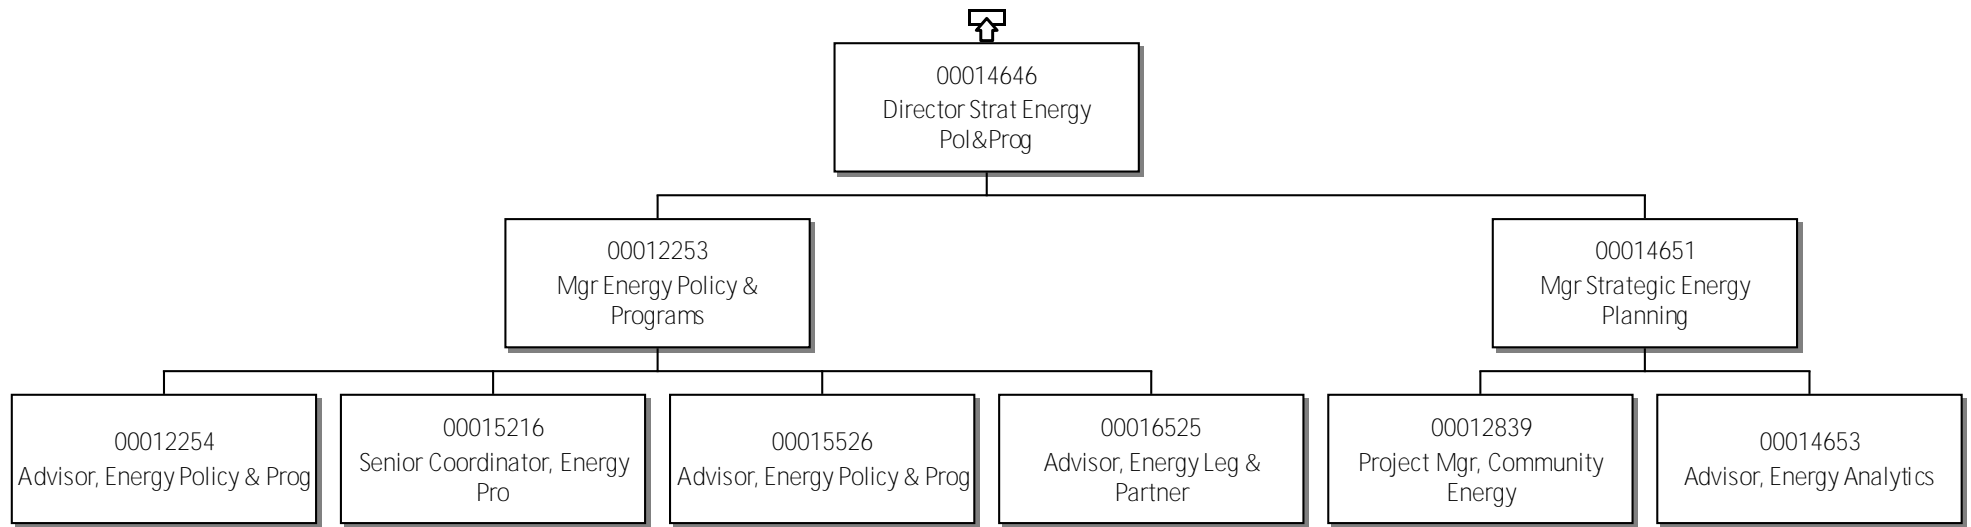 00014646
Director Strat Energy
Pol&Prog
00012253
Mgr Energy Policy &
Programs
00014651
Mgr Strategic Energy
Planning
00012254
Advisor, Energy Policy & Prog
00015216
Senior Coordinator, Energy
Pro
00015526
Advisor, Energy Policy & Prog
00016525
Advisor, Energy Leg &
Partner
00012839
Project Mgr, Community
Energy
00014653
Advisor, Energy Analytics